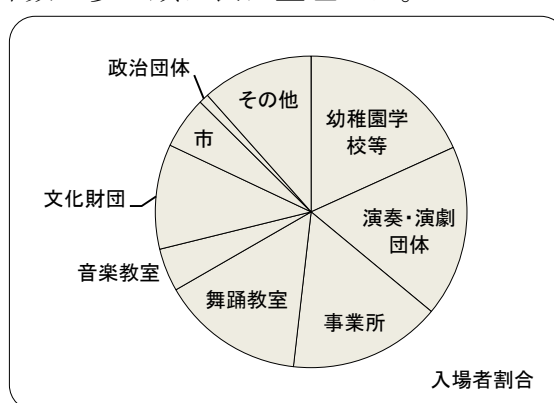 政治団体
その他
市
幼稚園学
校等
文化財団
演奏・演劇
団体
音楽教室
舞踊教室
事業所
入場者割合